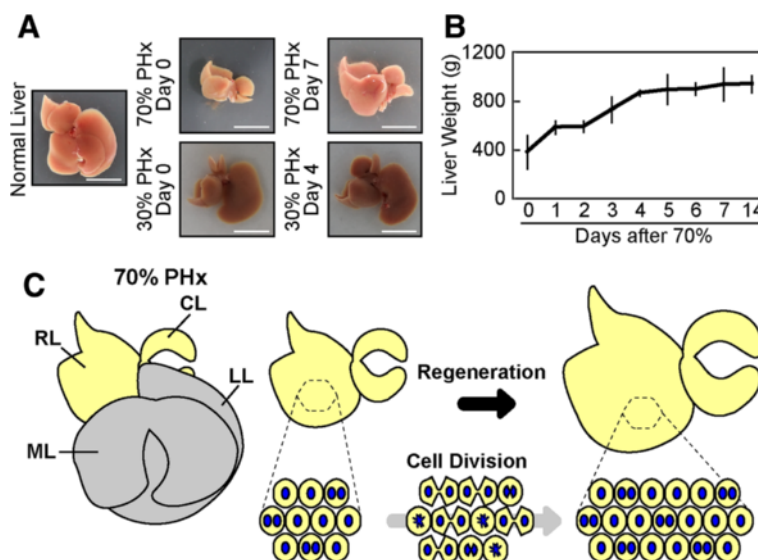 A
Normal Liver
70% PHx
Day 0
70% PHx
Day 7
30% PHx
Day 0
30% PHx
Day 4
B
Liver Weight (g)
1200
800
400
0
0 1 2 3 4 5 6 7 14
Days after 70%
C
70% PHx
CL
RL
LL
ML
Regeneration
Cell Division